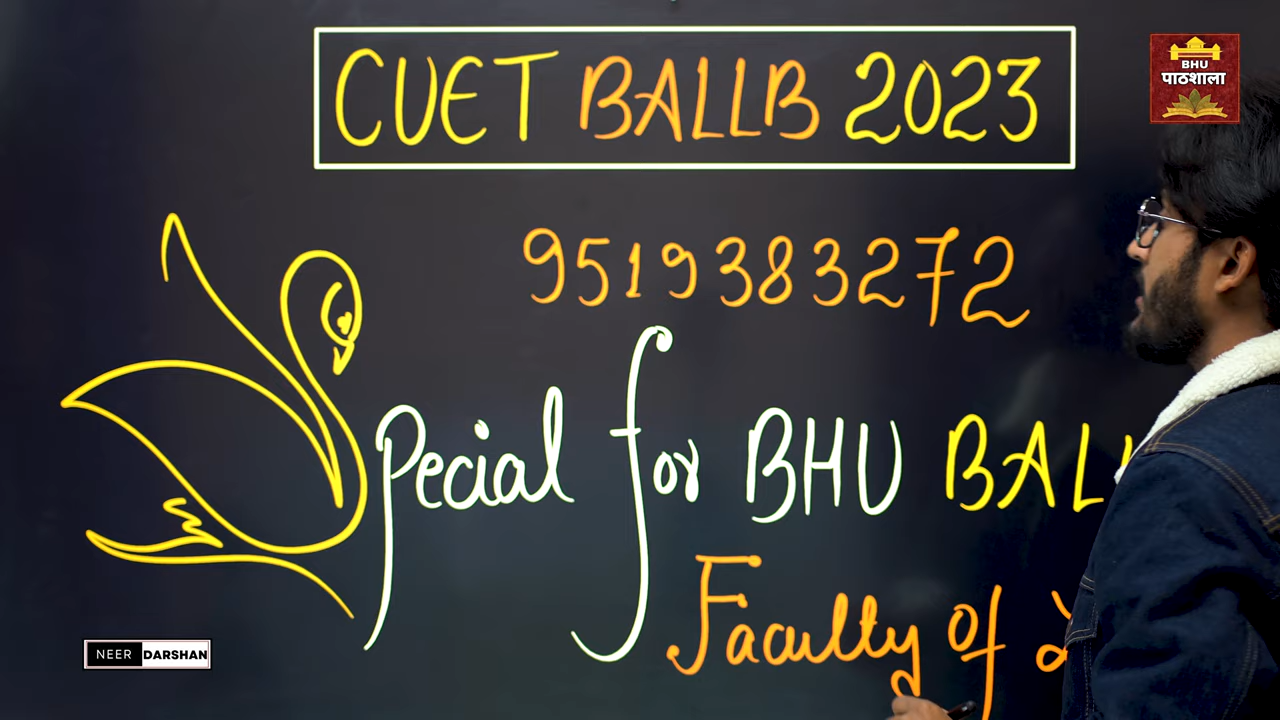 CUET BALLB 2023
BHU
पाठशाला
9519383272
Special for BHU BAL
Faculty of
NEER DARSHAN